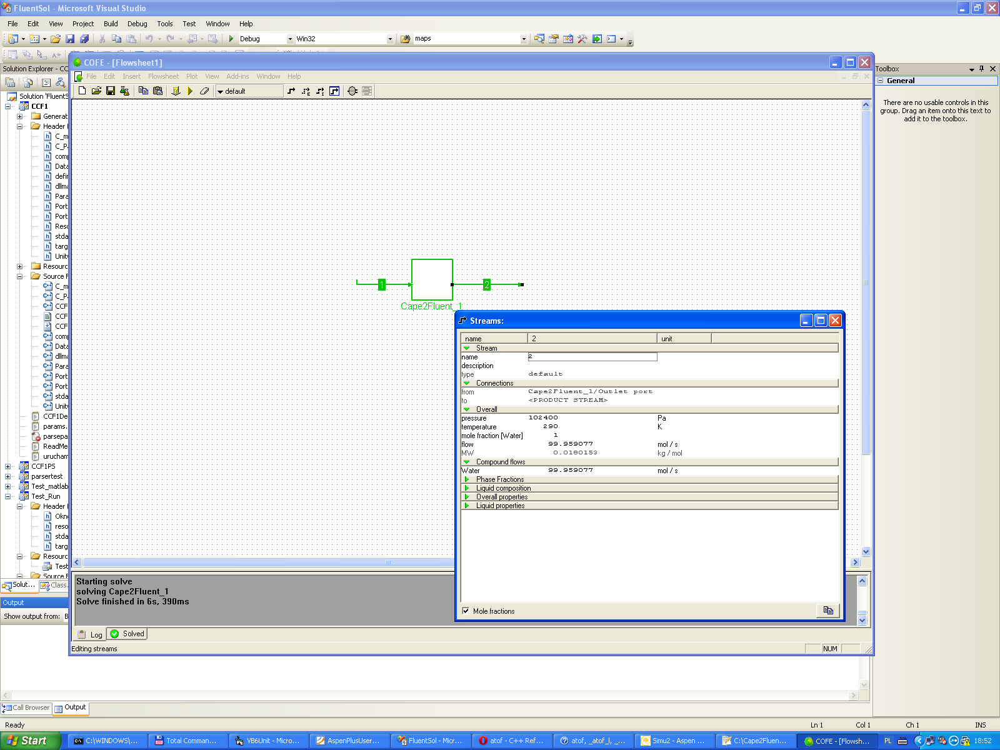 FluentSol - Microsoft Visual Studio
File Edit View Project Build Debug Tools Test Window Help
Debug Win32 maps
Solution Explorer - CC
Solution 'FluentS
CCF1
Generat
Header
C_m
C_P
com
Data
defin
dllma
Para
Port
Port
Reso
stda
targ
Unit
Resourc
Source F
C_m
C_P
CCF
CCF
CCF
comp
Data
dllma
Para
Port
Port
stda
Unit
CCF1De
params.
parsepa
ReadMe
urucham
CCF1PS
parsertest
Test_matlab
Test_Run
Header
Okn
reso
stda
targ
Resourc
Test
Source F
Solut... Class
Output
Show output from: B
Call Browser Output
Ready Ln 1 Col 1 Ch 1 INS
Toolbox
General
There are no usable controls in this
group. Drag an item onto this text to
add it to the toolbox.
COFE - [Flowsheet1]
File Edit Insert Flowsheet Plot View Add-ins Window Help
default
1
2
Cape2Fluent_1
Streams:
name 2 unit
Stream
name 2
description
type default
Connections
from Cape2Fluent_1/Outlet port
to <PRODUCT STREAM>
Overall
pressure 102400 Pa
temperature 290 K
mole fraction [Water] 1
flow 99.959077 mol / s
MW 0.0180153 kg / mol
Compound flows
Water 99.959077 mol / s
Phase Fractions
Liquid composition
Overall properties
Liquid properties
Mole fractions
Starting solve
solving Cape2Fluent_1
Solve finished in 6s, 390ms
Log Solved
Editing streams NUM
Start C:\WINDOWS\... Total Comman... VB6Unit - Micro... AspenPlusUser... FluentSol - Micr... atof - C++ Ref... atof, _atof_l, _... Simu2 - Aspen ... C:\Cape2Fluen... COFE - [Flowsh... PL 18:52